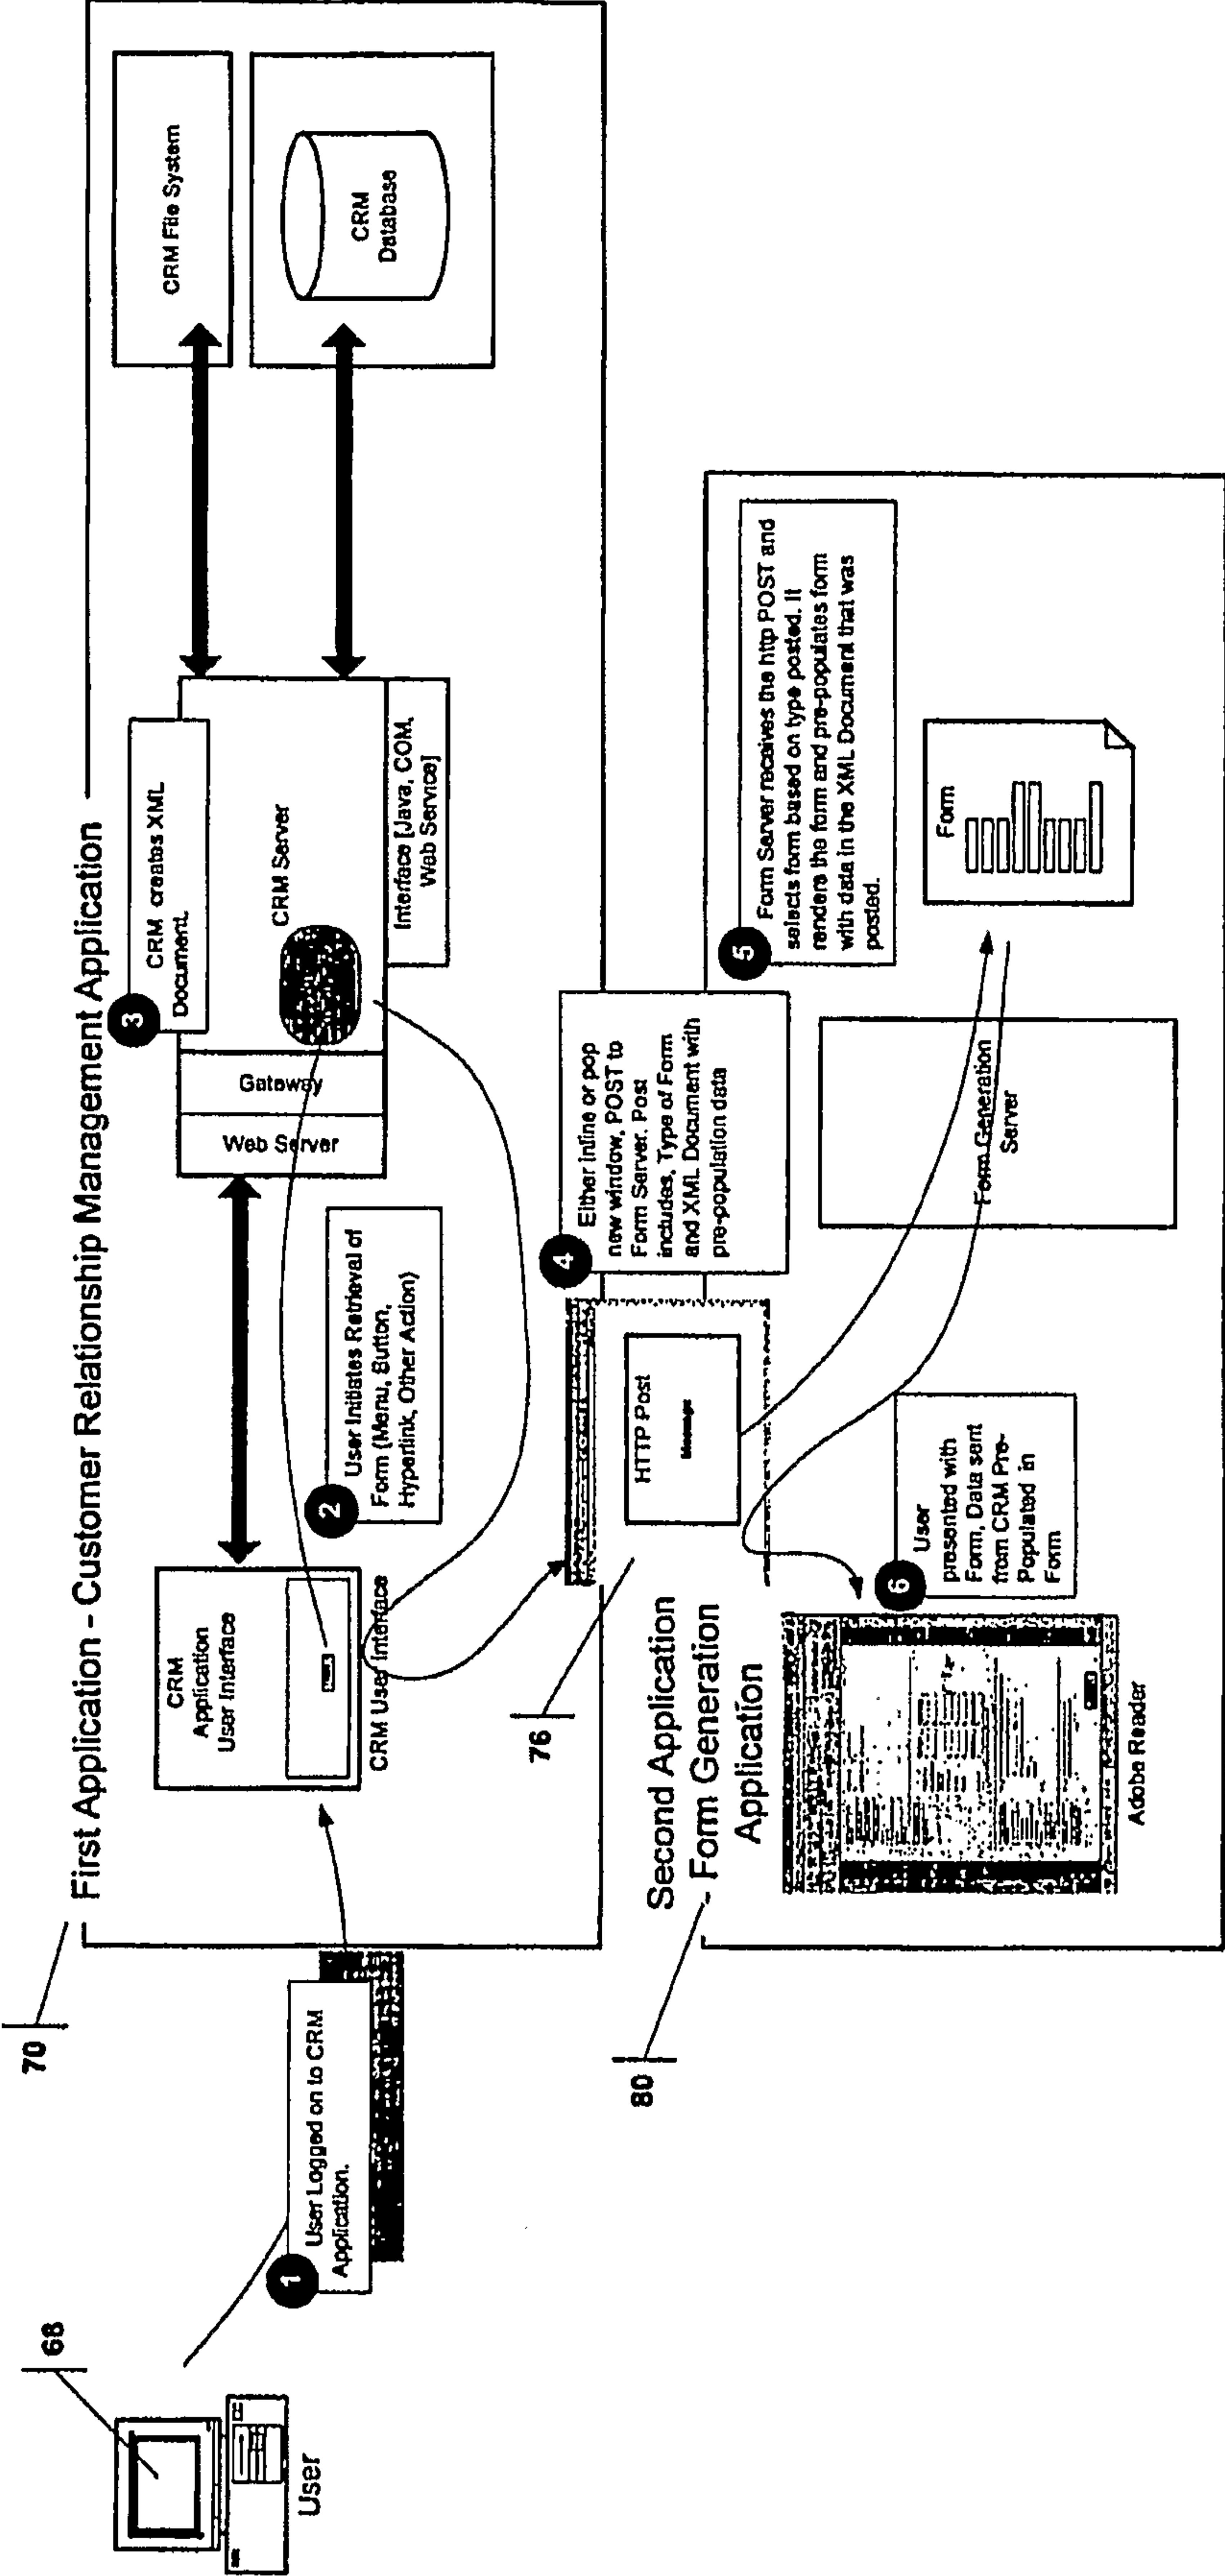 68
User
1
User Logged on to CRM
Application.
70
First Application - Customer Relationship Management Application
CRM
Application
User Interface
CRM User Interface
2
User Initiates Retrieval of
Form (Menu, Button,
Hyperlink, Other Action)
Web Server
Gateway
3
CRM creates XML
Document.
CRM Server
Interface [Java, COM,
Web Service]
CRM File System
CRM
Database
76
4
Either inline or pop
new window, POST to
Form Server. Post
includes, Type of Form
and XML Document with
pre-population data
HTTP Post
Message
80
Second Application
- Form Generation
Application
5
Form Server receives the http POST and
selects form based on type posted. It
renders the form and pre-populates form
with data in the XML Document that was
posted.
Form
Form Generation
Server
6
User
presented with
Form, Data sent
from CRM Pre-
Populated in
Form
Adobe Reader